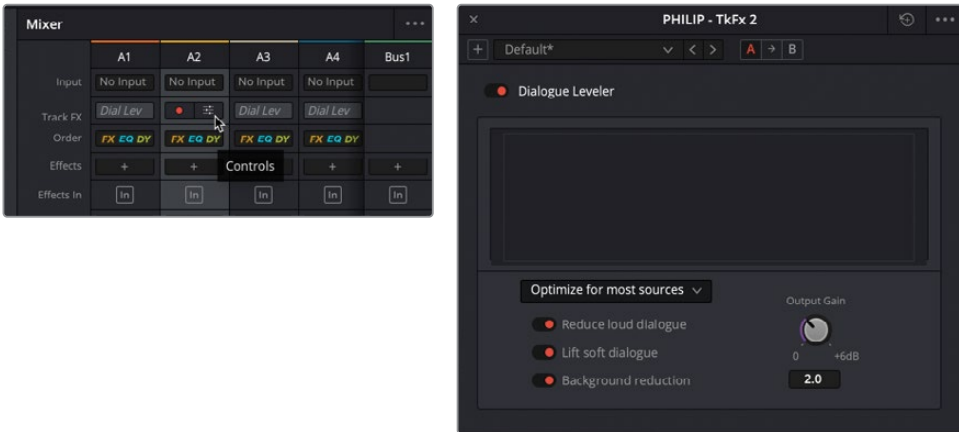 Mixer
A1 A2 A3 A4 Bus1
Input No Input No Input No Input No Input
Track FX Dial Lev Dial Lev Dial Lev
Order FX EQ DY FX EQ DY FX EQ DY FX EQ DY
Effects + + + +
Controls
Effects In In In In In In
PHILIP - TkFx 2
Default* A B
Dialogue Leveler
Optimize for most sources
Output Gain
Reduce loud dialogue
Lift soft dialogue
0 +6dB
Background reduction 2.0